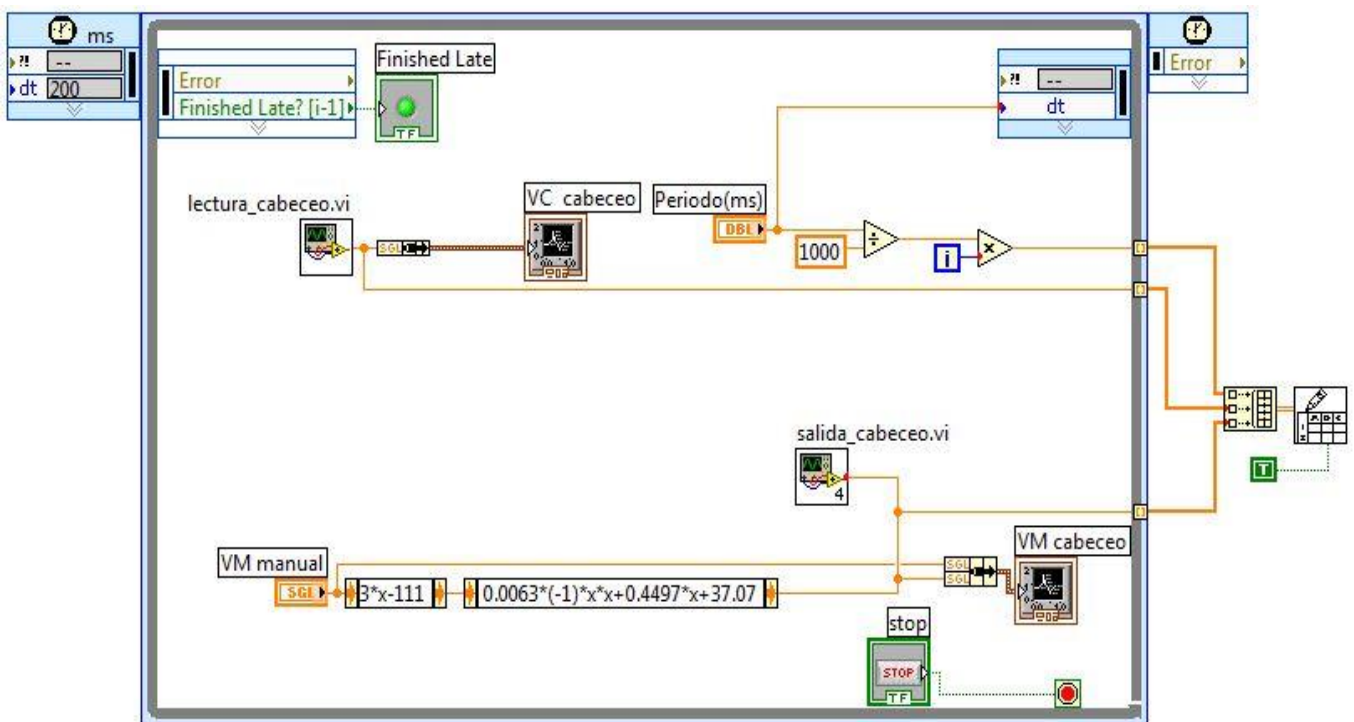 ms
?! --
dt 200
Error
Finished Late? [i-1]
Finished Late
TF
?! --
dt
Error
lectura_cabeceo.vi
SGL
VC cabeceo
Periodo(ms)
DBL
1000
÷
i
x
salida_cabeceo.vi
4
T
VM manual
SGL
3*x-111
0.0063*(-1)*x*x+0.4497*x+37.07
SGL
SGL
VM cabeceo
stop
STOP
TF